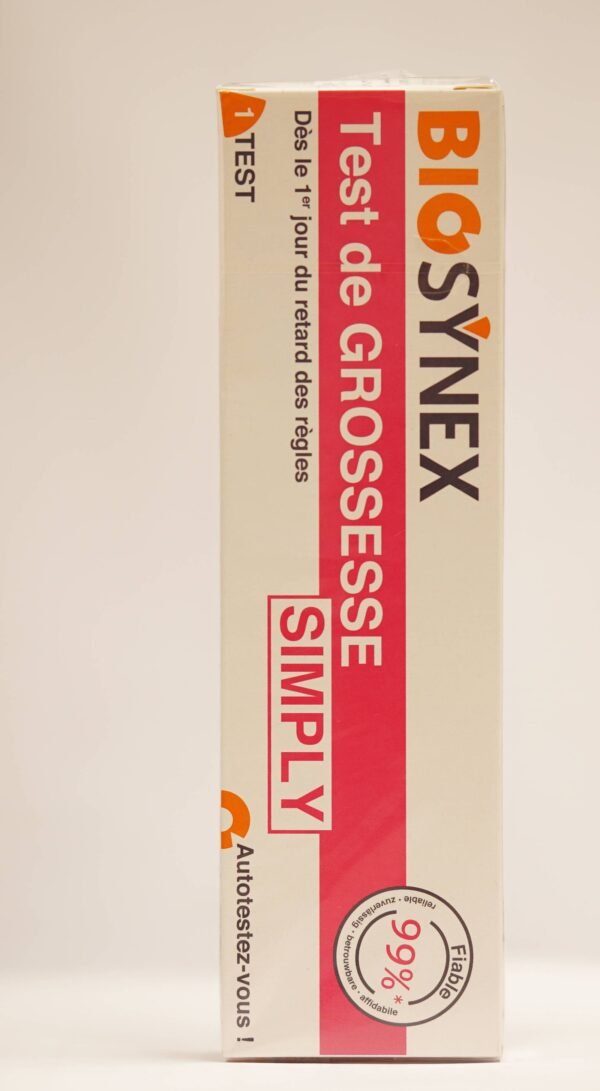 BIOSYNEX
Test de GROSSESSE
SIMPLY
Dès le 1er jour du retard des règles
1 TEST
Autotestez-vous !
Fiable
99%*
reliable · zuverlässig · betrouwbare · affidabile